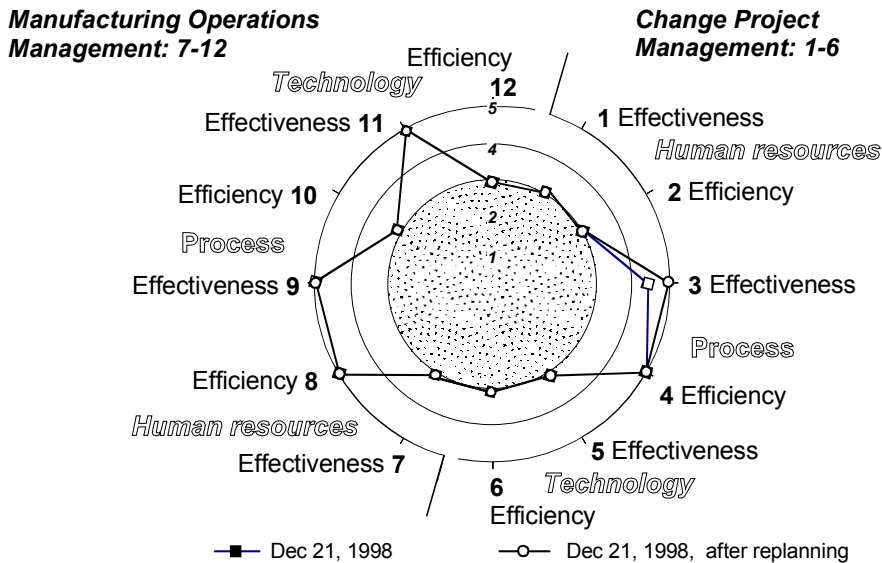 Manufacturing Operations
Management: 7-12
Change Project
Management: 1-6
Efficiency
12
Technology
Effectiveness 11
Efficiency 10
Process
Effectiveness 9
Efficiency 8
Human resources
Effectiveness 7
5
4
2
1
1 Effectiveness
Human resources
2 Efficiency
3 Effectiveness
Process
4 Efficiency
5 Effectiveness
Technology
6
Efficiency
Dec 21, 1998
Dec 21, 1998, after replanning